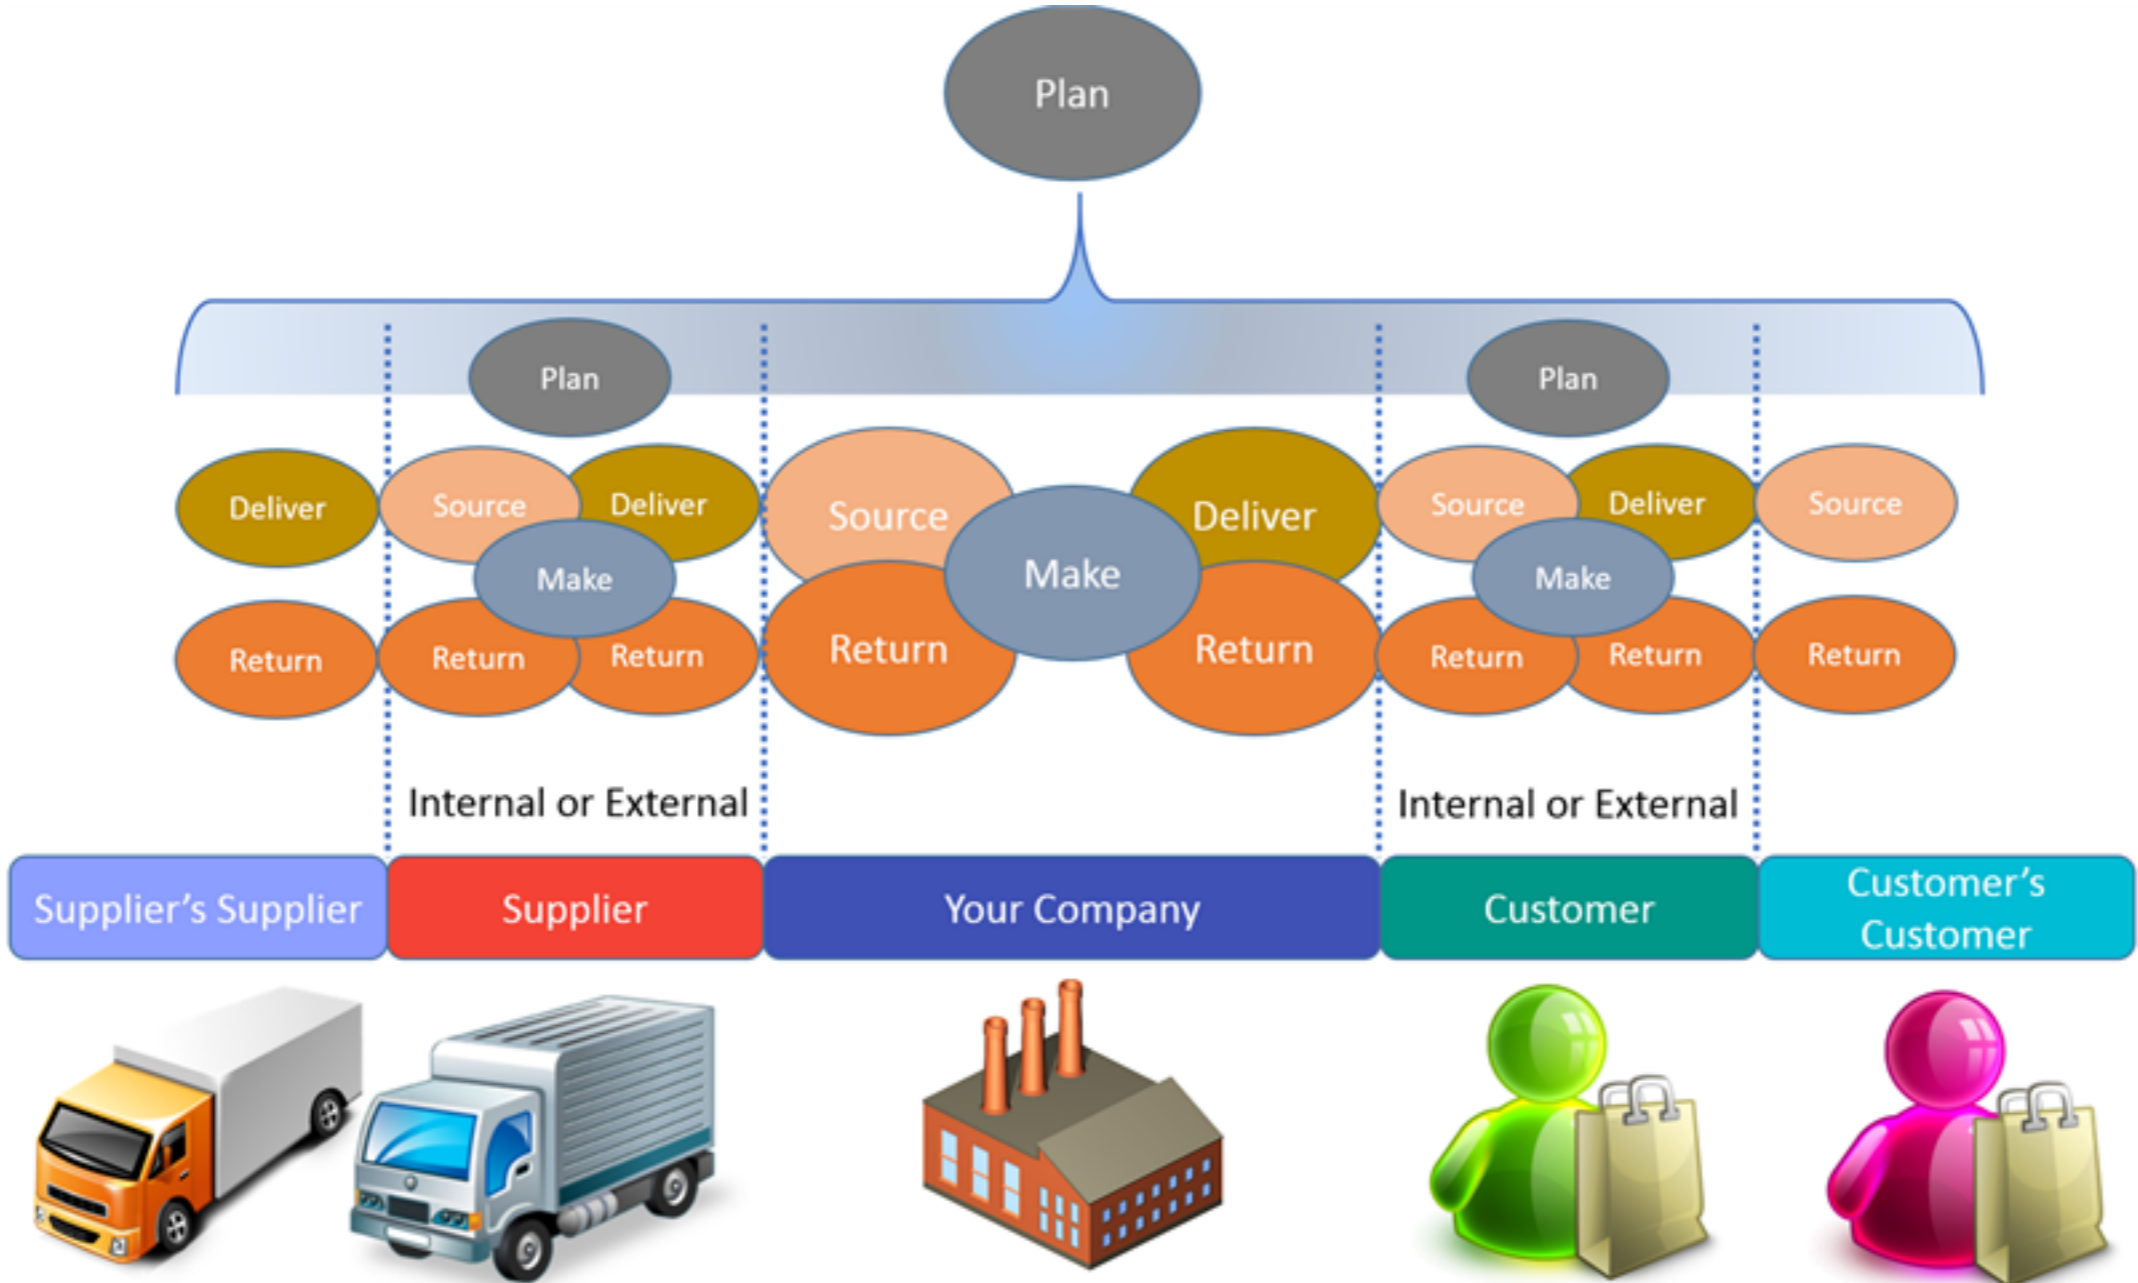 Plan
Plan
Plan
Deliver
Source
Deliver
Source
Make
Deliver
Source
Deliver
Source
Make
Make
Return
Return
Return
Return
Return
Return
Return
Return
Internal or External
Internal or External
Supplier’s Supplier
Supplier
Your Company
Customer
Customer’s
Customer